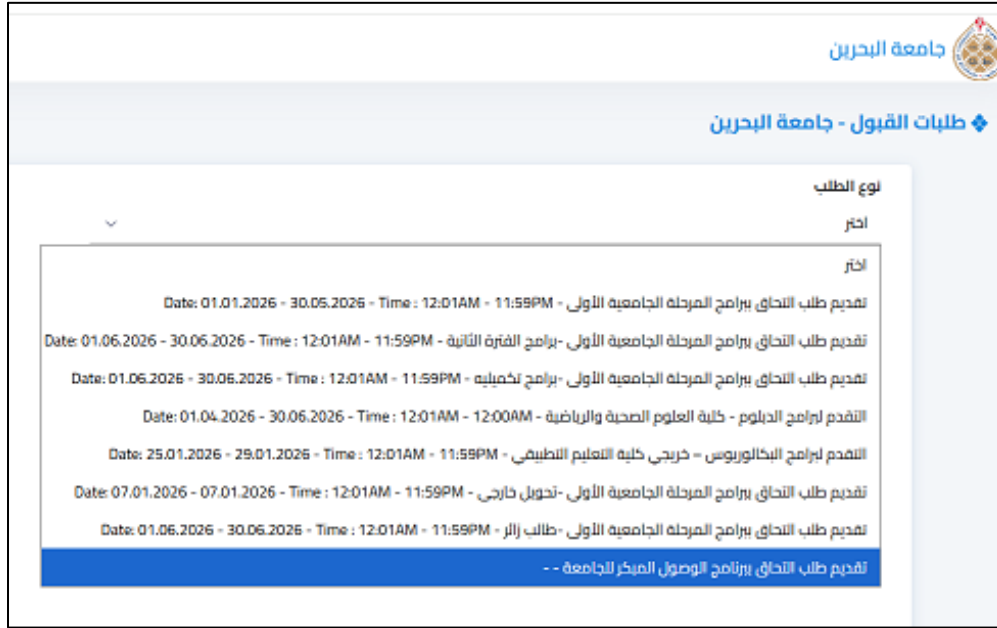 جامعة البحرين
طلبات القبول - جامعة البحرين
نوع الطلب
اختر
اختر
تقديم طلب التحاق ببرامج المرحلة الجامعية الأولى - Date: 01.01.2026 - 30.05.2026 - Time : 12:01AM - 11:59PM
تقديم طلب التحاق ببرامج المرحلة الجامعية الأولى -برامج الفترة الثانية - Date: 01.06.2026 - 30.06.2026 - Time : 12:01AM - 11:59PM
تقديم طلب التحاق ببرامج المرحلة الجامعية الأولى -برامج تكميليه - Date: 01.06.2026 - 30.06.2026 - Time : 12:01AM - 11:59PM
التقدم لبرامج الدبلوم - كلية العلوم الصحية والرياضية - Date: 01.04.2026 - 30.06.2026 - Time : 12:01AM - 12:00AM
التقدم لبرامج البكالوريوس – خريجي كلية التعليم التطبيقي - Date: 25.01.2026 - 29.01.2026 - Time : 12:01AM - 11:59PM
تقديم طلب التحاق ببرامج المرحلة الجامعية الأولى -تحويل خارجي - Date: 07.01.2026 - 07.01.2026 - Time : 12:01AM - 11:59PM
تقديم طلب التحاق ببرامج المرحلة الجامعية الأولى -طالب زائر - Date: 01.06.2026 - 30.06.2026 - Time : 12:01AM - 11:59PM
تقديم طلب التحاق ببرنامج الوصول المبكر للجامعة - -